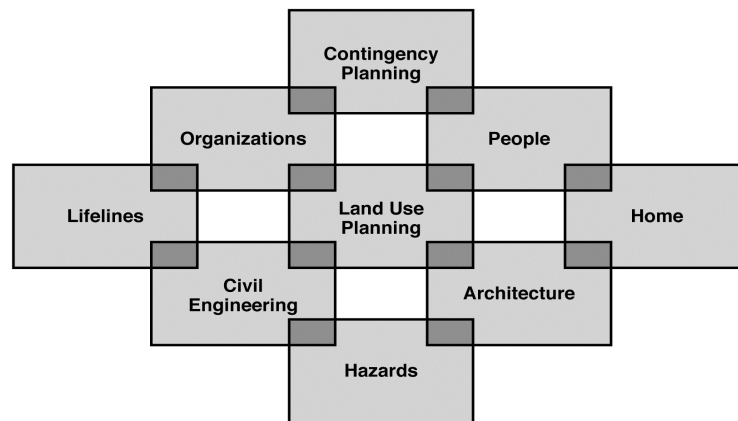 Contingency
Planning
Organizations
People
Lifelines
Land Use
Planning
Home
Civil
Engineering
Architecture
Hazards